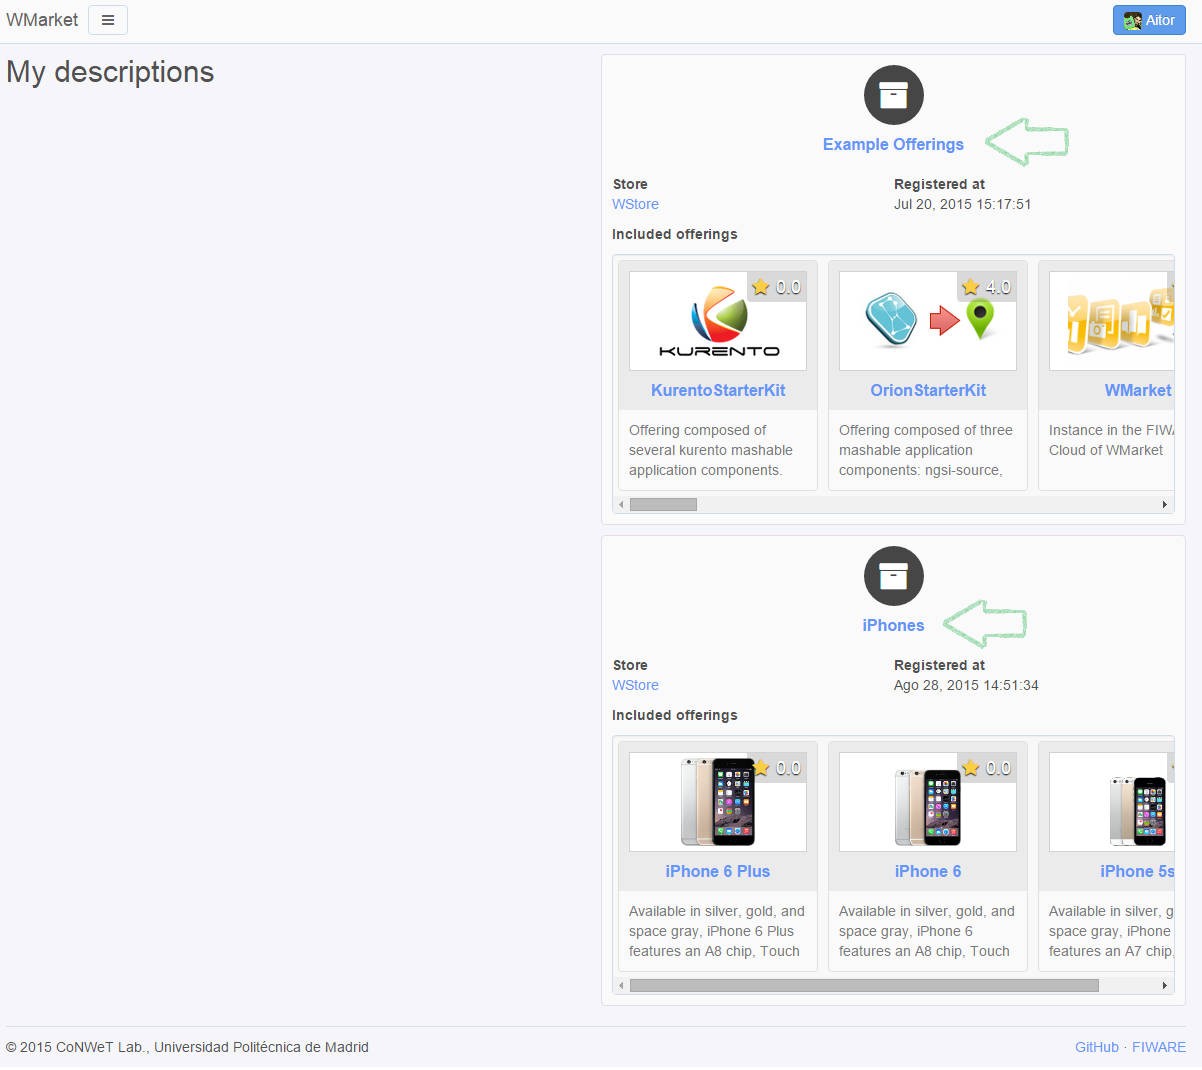 WMarket
Aitor
My descriptions
Example Offerings
Store
Registered at
WStore
Jul 20, 2015 15:17:51
Included offerings
0.0
KURENTO
KurentoStarterKit
Offering composed of
several kurento mashable
application components.
4.0
OrionStarterKit
Offering composed of three
mashable application
components: ngsi-source,
WMarket
Instance in the FIWA
Cloud of WMarket
iPhones
Store
Registered at
WStore
Ago 28, 2015 14:51:34
Included offerings
0.0
iPhone 6 Plus
Available in silver, gold, and
space gray, iPhone 6 Plus
features an A8 chip, Touch
0.0
iPhone 6
Available in silver, gold, and
space gray, iPhone 6
features an A8 chip, Touch
iPhone 5s
Available in silver, g
space gray, iPhone
features an A7 chip,
© 2015 CoNWeT Lab., Universidad Politécnica de Madrid
GitHub · FIWARE